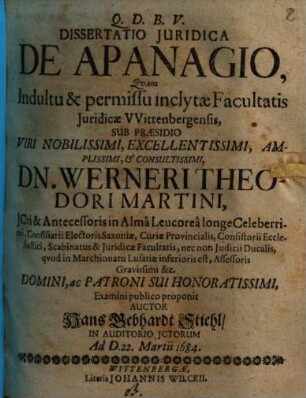 Q. D. B. V.
DISSERTATIO JURIDICA
DE APANAGIO,
Quam
Indultu & permissu inclytæ Facultatis
Juridicæ VVittenbergensis,
SUB PRÆSIDIO
VIRI NOBILISSIMI, EXCELLENTISSIMI, AM-
PLISSIMI, & CONSULTISSIMI,
DN. WERNERI THEO-
DORI MARTINI,
JCti & Antecessoris in Almâ Leucoreâ longe Celeberri-
mi, Consiliarii Electoris Saxoniæ, Curiæ Provincialis, Consistorii Eccle-
siastici, Scabinatus & Juridicæ Facultatis, nec non Judicii Ducalis,
qvod in Marchionatu Lusatiæ inferioris est, Assessoris
Gravissimi &c.
DOMINI, ac PATRONI SUI HONORATISSIMI,
Examini publico proponit
AUCTOR
Hans Gebhardt Stiehl/
IN AUDITORIO JCTORUM
Ad D. 22. Martii 1684.
WITTENBERGÆ,
Literis JOHANNIS WILCKII.